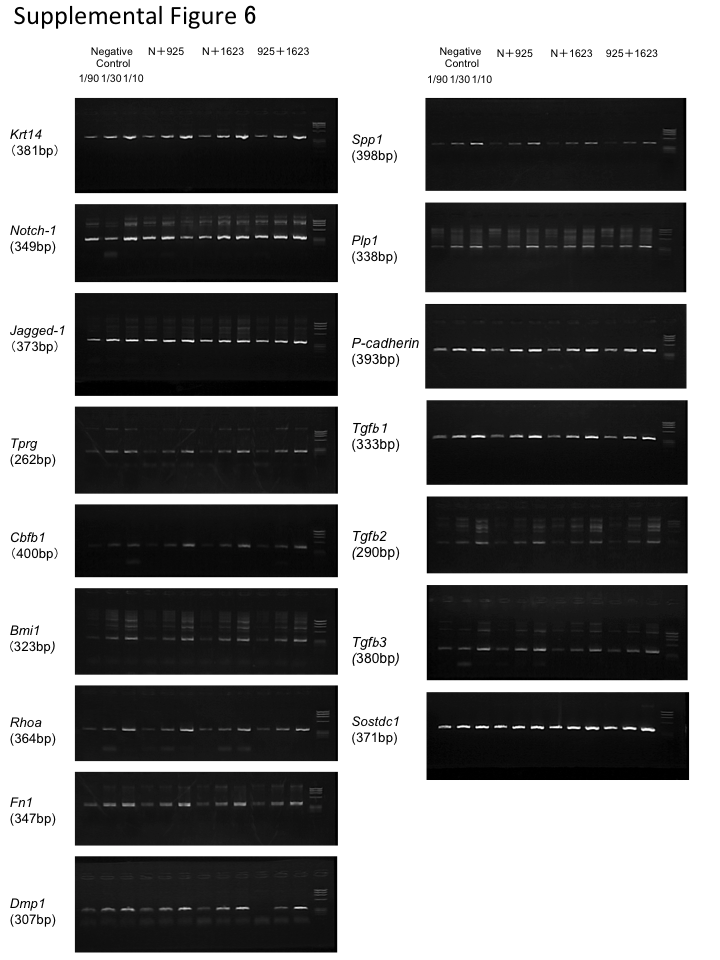 Supplemental Figure 6
Negative
Control
N＋925
N＋1623
925＋1623
1/90 1/30 1/10
Krt14
(381bp)
Notch-1
(349bp)
Jagged-1
(373bp)
Tprg
(262bp)
Cbfb1
(400bp)
Bmi1
(323bp)
Rhoa
(364bp)
Fn1
(347bp)
Dmp1
(307bp)
Negative
Control
N＋925
N＋1623
925＋1623
1/90 1/30 1/10
Spp1
(398bp)
Plp1
(338bp)
P-cadherin
(393bp)
Tgfb1
(333bp)
Tgfb2
(290bp)
Tgfb3
(380bp)
Sostdc1
(371bp)